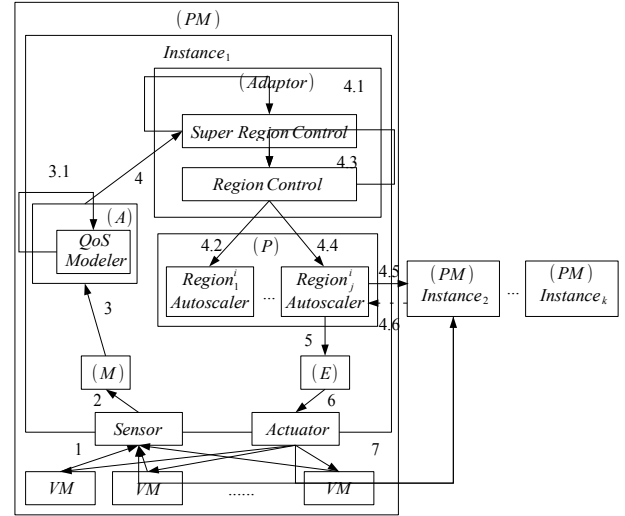 (PM)
Instance₁
(Adaptor)
4.1
Super Region Control
4.3
Region Control
3.1
4
(A)
QoS
Modeler
4.2
(P)
4.4
Region₁ⁱ
Autoscaler
...
Regionⱼⁱ
Autoscaler
4.5
4.6
(PM)
Instance₂
...
(PM)
Instanceₖ
3
5
(M)
(E)
2
6
Sensor
Actuator
1
7
VM
VM
......
VM